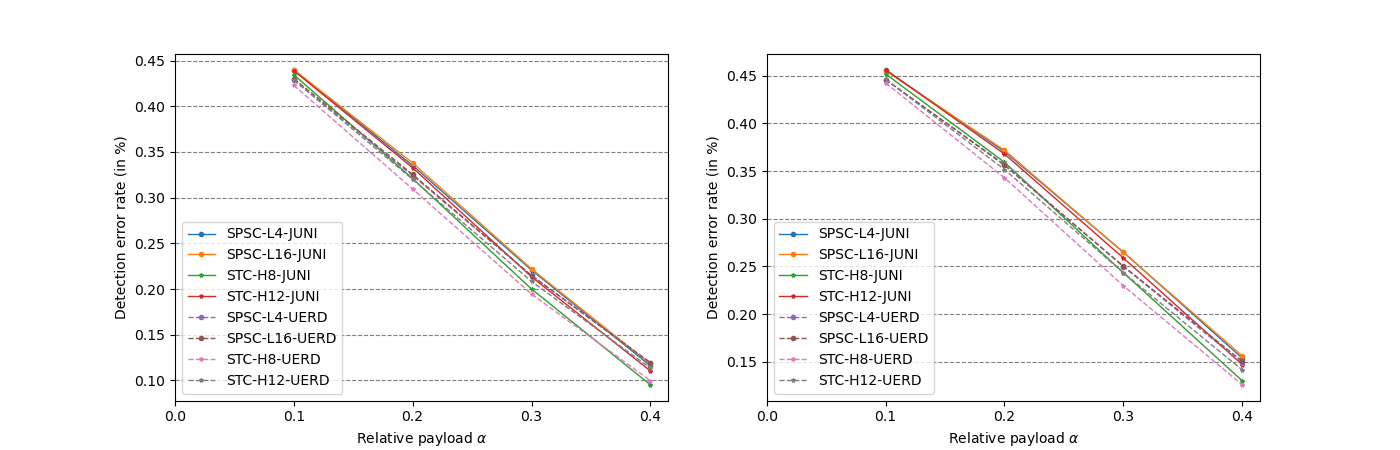 0.45
0.40
0.35
0.30
0.25
0.20
0.15
0.10
Detection error rate (in %)
SPSC-L4-JUNI
SPSC-L16-JUNI
STC-H8-JUNI
STC-H12-JUNI
SPSC-L4-UERD
SPSC-L16-UERD
STC-H8-UERD
STC-H12-UERD
0.0 0.1 0.2 0.3 0.4
Relative payload α
0.45
0.40
0.35
0.30
0.25
0.20
0.15
Detection error rate (in %)
SPSC-L4-JUNI
SPSC-L16-JUNI
STC-H8-JUNI
STC-H12-JUNI
SPSC-L4-UERD
SPSC-L16-UERD
STC-H8-UERD
STC-H12-UERD
0.0 0.1 0.2 0.3 0.4
Relative payload α